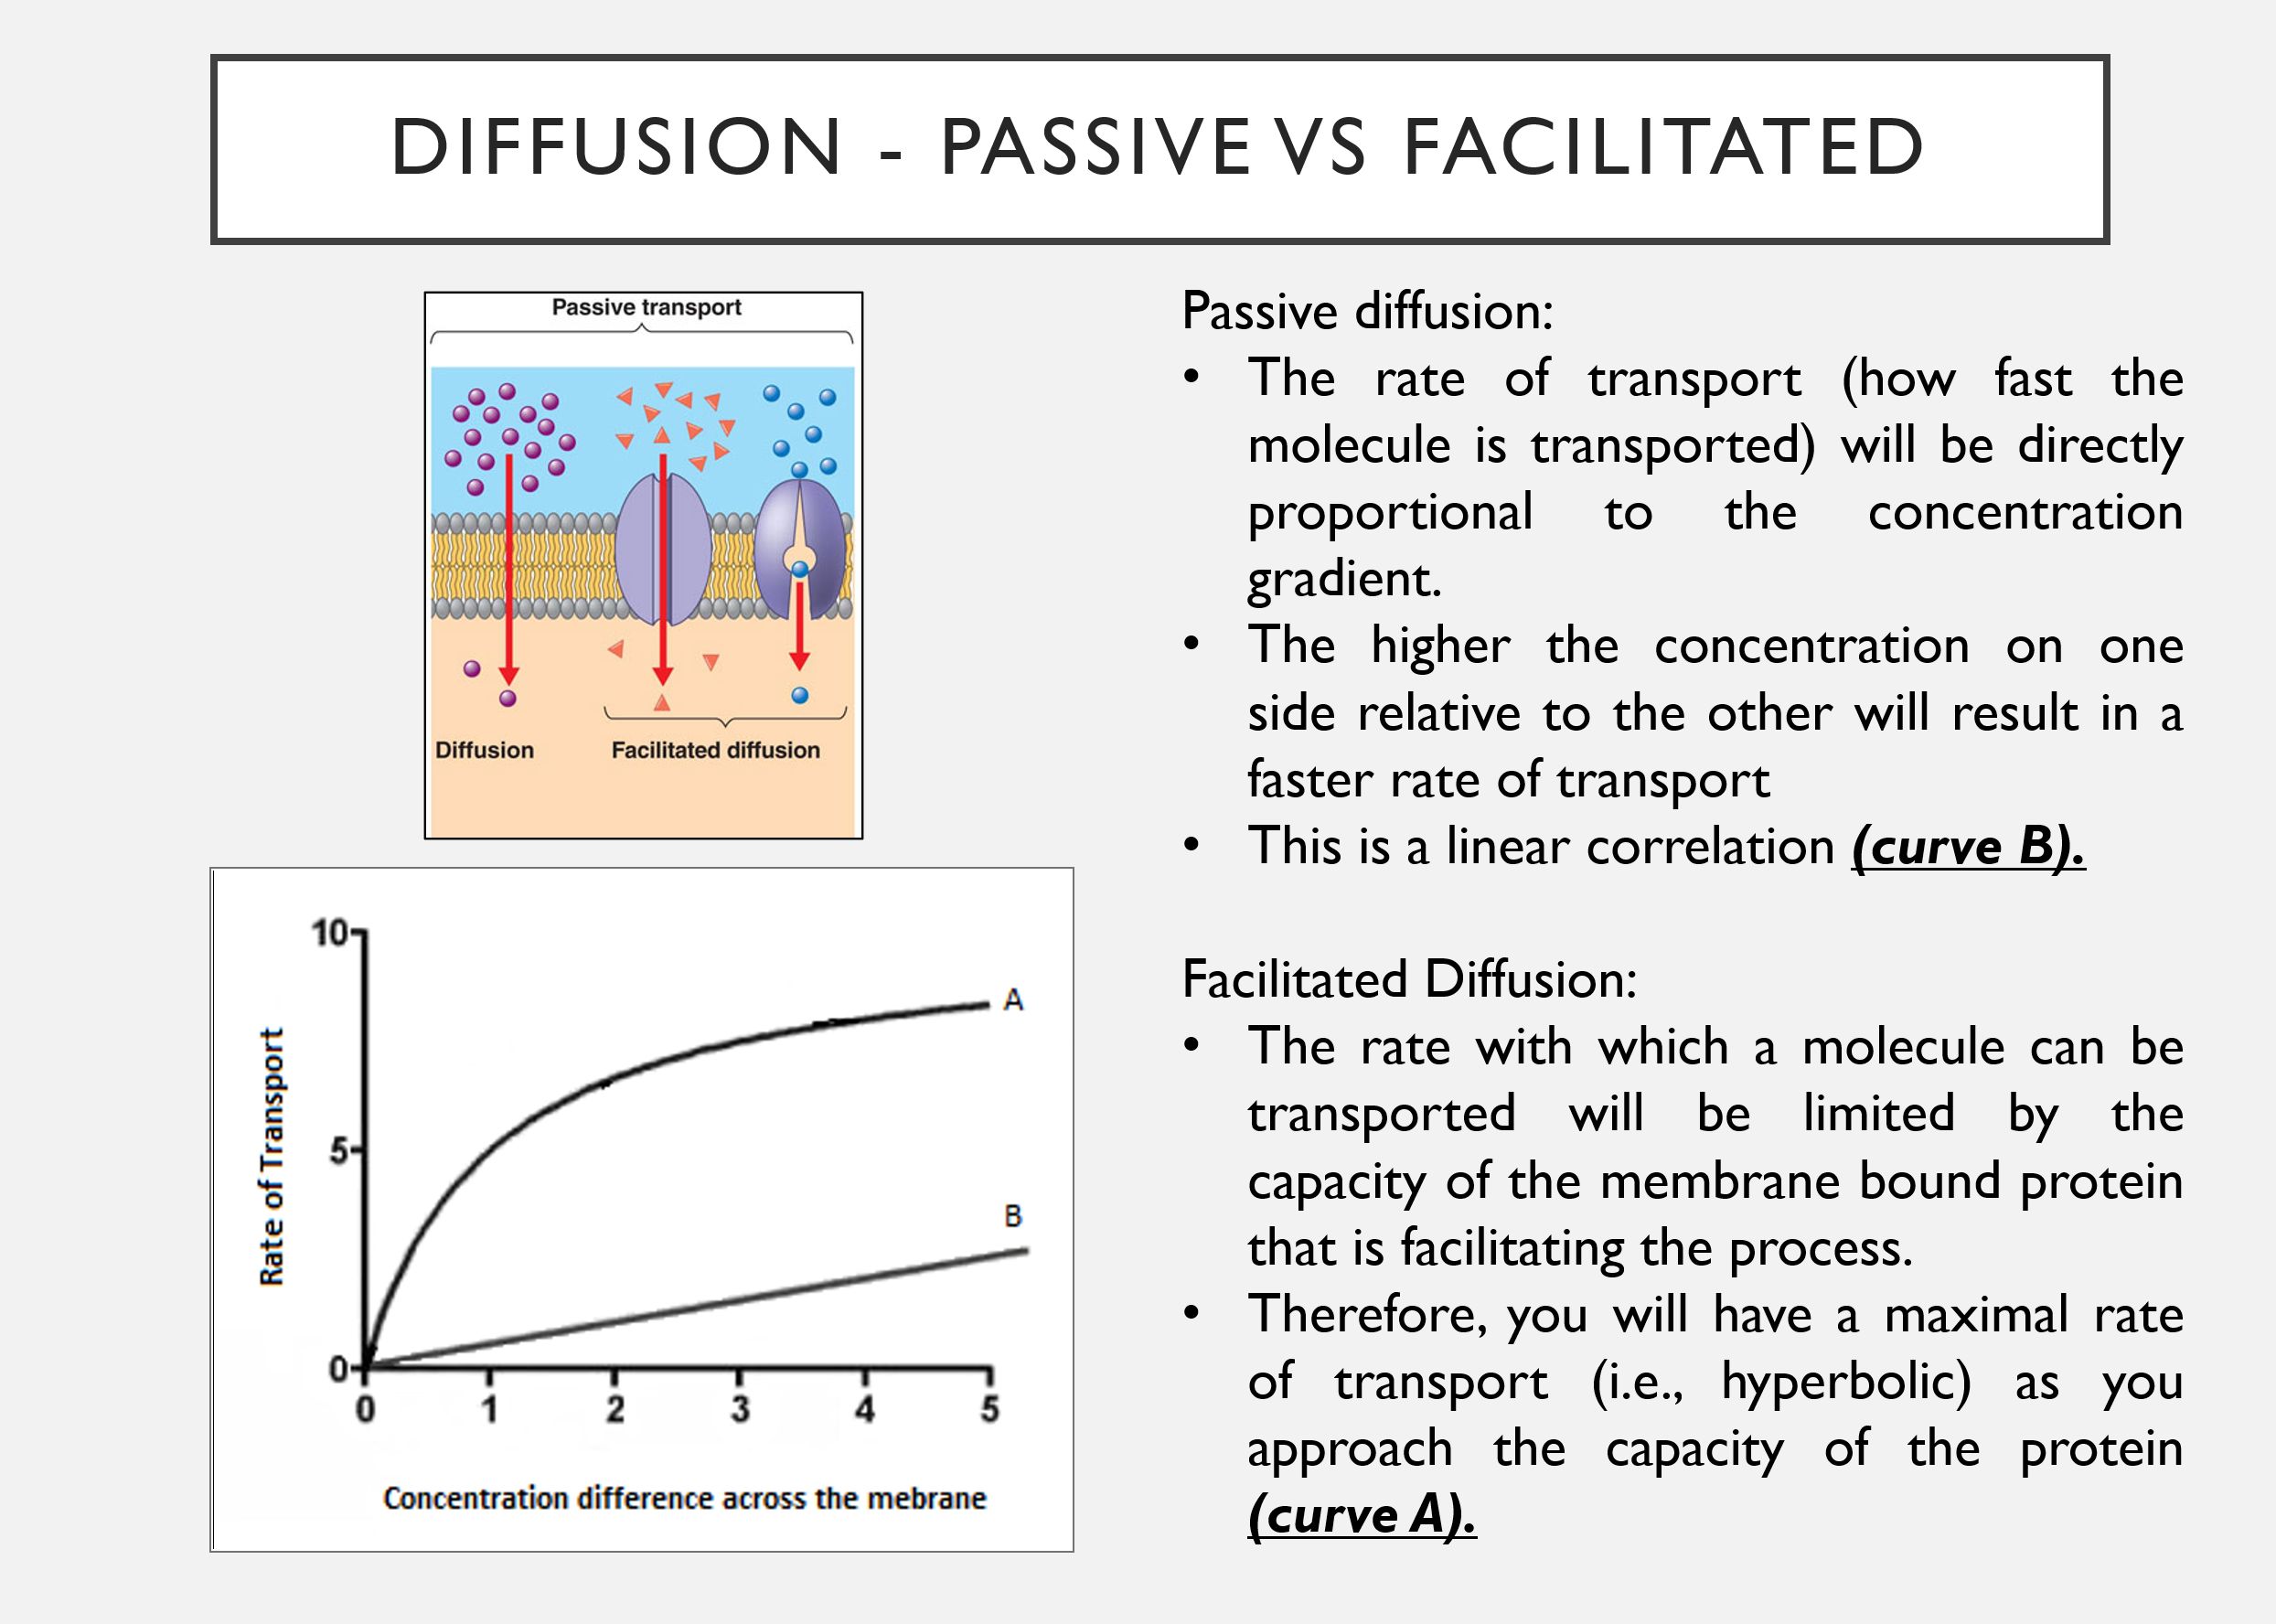 DIFFUSION - PASSIVE VS FACILITATED
Passive transport
Diffusion
Facilitated diffusion
10
5
0
0
1
2
3
4
5
A
B
Rate of Transport
Concentration difference across the mebrane
Passive diffusion:
• The rate of transport (how fast the
molecule is transported) will be directly
proportional to the concentration
gradient.
• The higher the concentration on one
side relative to the other will result in a
faster rate of transport
• This is a linear correlation (curve B).
Facilitated Diffusion:
• The rate with which a molecule can be
transported will be limited by the
capacity of the membrane bound protein
that is facilitating the process.
• Therefore, you will have a maximal rate
of transport (i.e., hyperbolic) as you
approach the capacity of the protein
(curve A).